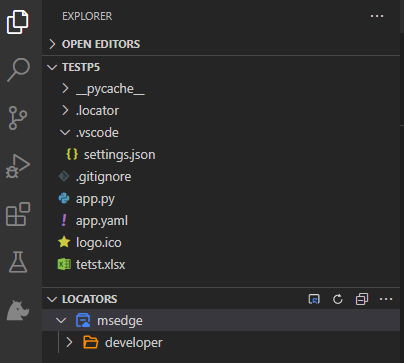 EXPLORER
OPEN EDITORS
TESTP5
__pycache__
.locator
.vscode
{} settings.json
.gitignore
app.py
! app.yaml
logo.ico
tetst.xlsx
LOCATORS
msedge
developer